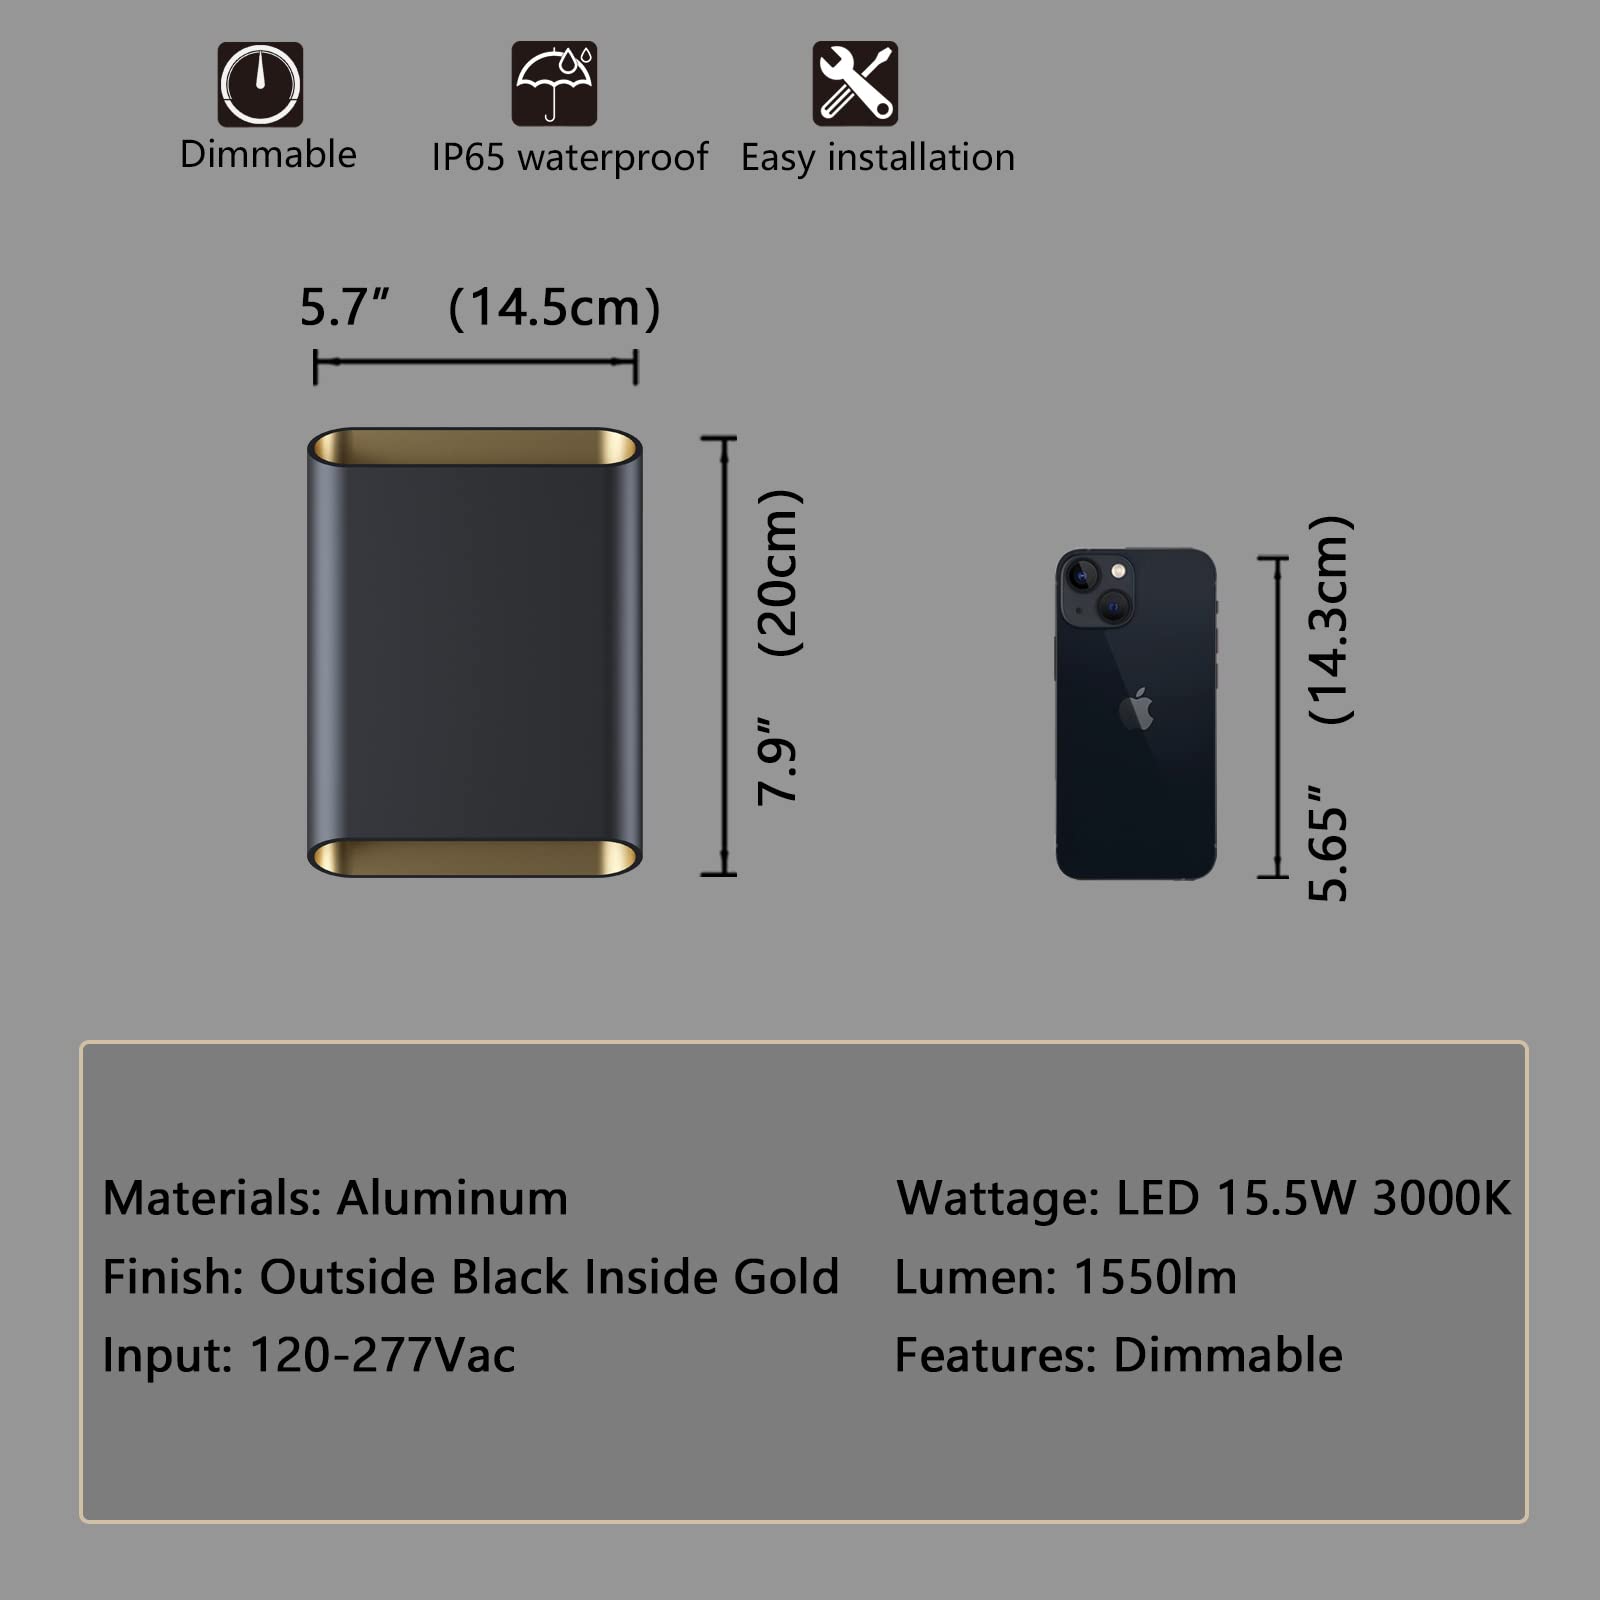 Dimmable
IP65 waterproof
Easy installation
5.7” (14.5cm)
7.9” (20cm)
5.65” (14.3cm)
Materials: Aluminum
Finish: Outside Black Inside Gold
Input: 120-277Vac
Wattage: LED 15.5W 3000K
Lumen: 1550lm
Features: Dimmable